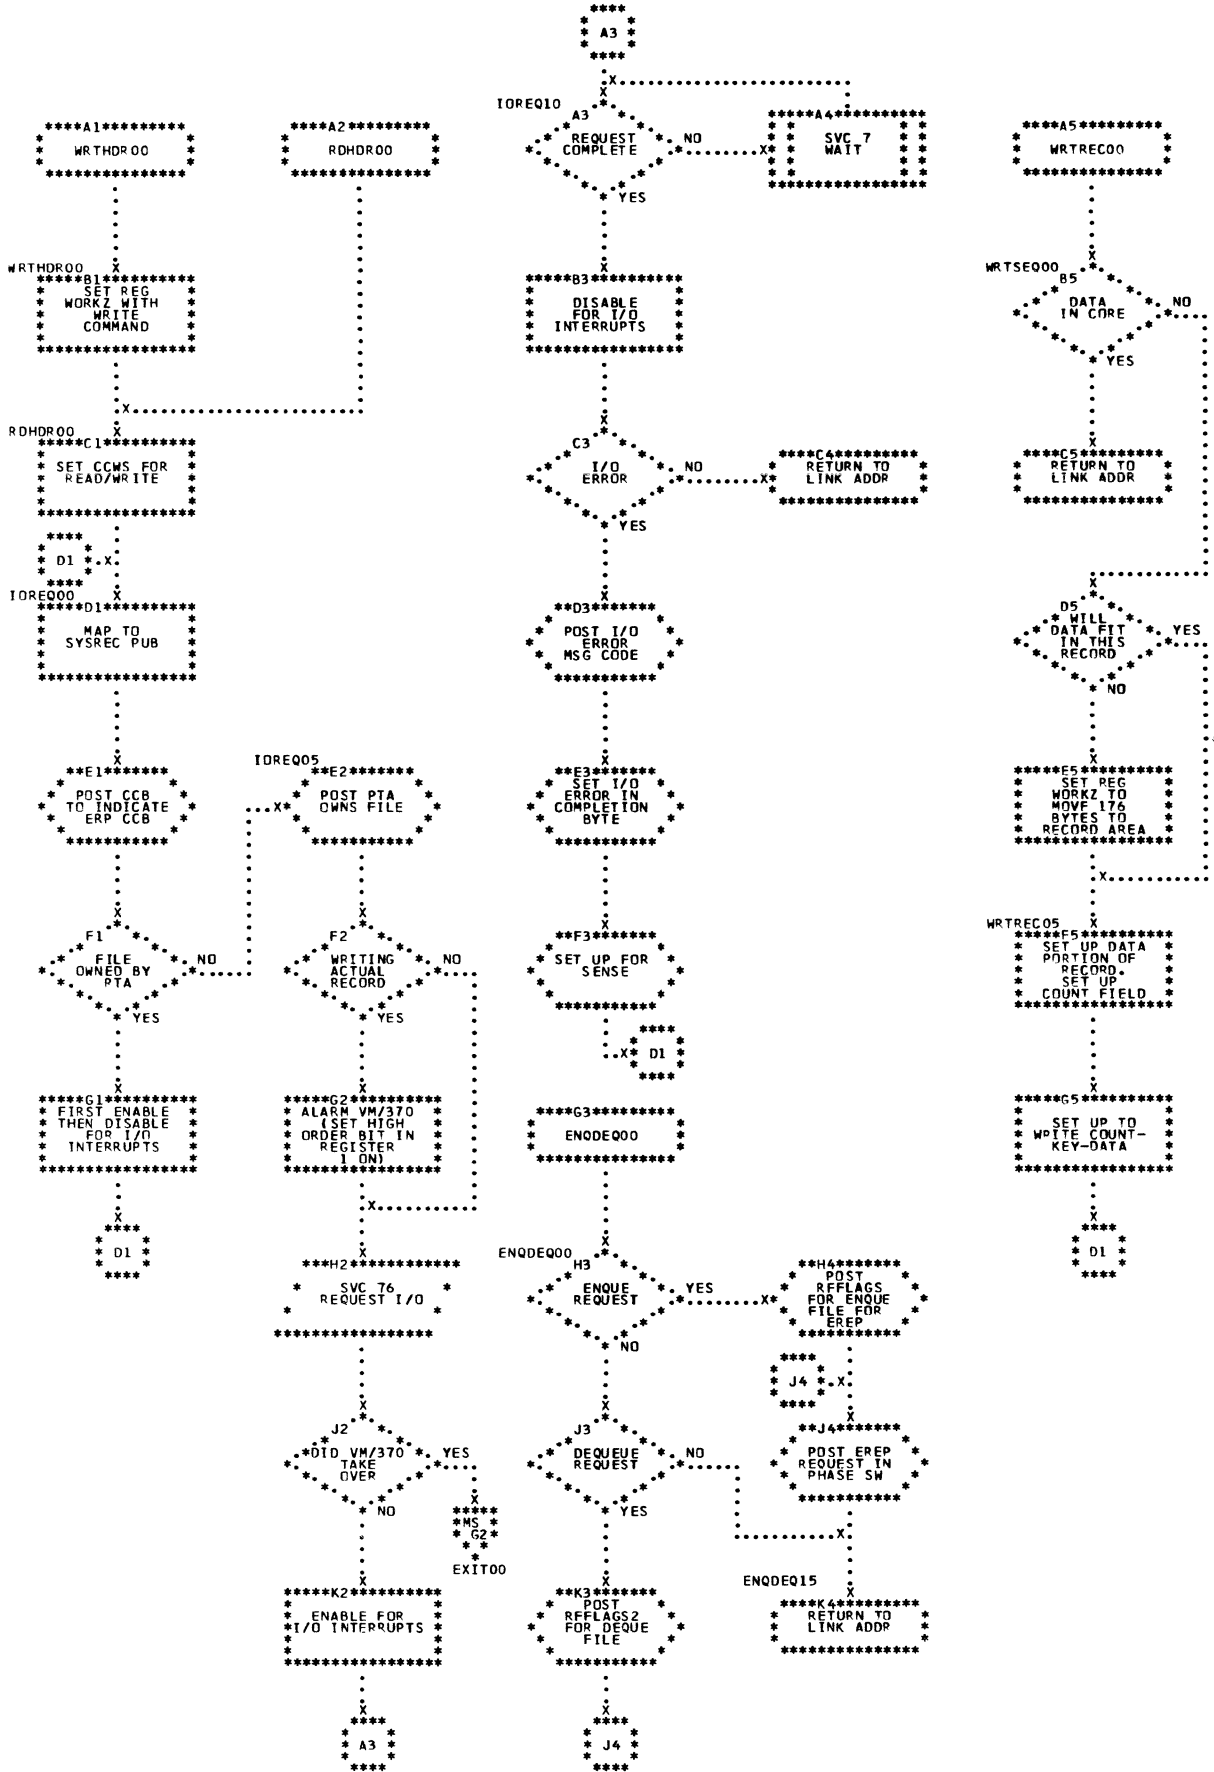 A3
IOREQ10
A3
REQUEST
COMPLETE
NO
YES
A4
SVC 7
WAIT
A1
WRTHDR00
A2
RDHDR00
A5
WRTREC00
WRTHDR00
B1
SET REG
WORKZ WITH
WRITE
COMMAND
B3
DISABLE
FOR I/O
INTERRUPTS
WRTSEQ00
B5
DATA
IN CORE
NO
YES
RDHDR00
C1
SET CCWS FOR
READ/WRITE
C3
I/O
ERROR
NO
YES
C4
RETURN TO
LINK ADDR
C5
RETURN TO
LINK ADDR
D1
IOREQ00
D1
MAP TO
SYSREC PUB
D3
POST I/O
ERROR
MSG CODE
D5
WILL
DATA FIT
IN THIS
RECORD
YES
NO
E1
POST CCB
TO INDICATE
ERP CCB
IOREQ05
E2
POST PTA
OWNS FILE
E3
SET I/O
ERROR IN
COMPLETION
BYTE
E5
SET REG
WORKZ TO
MOVE 176
BYTES TO
RECORD AREA
F1
FILE
OWNED BY
PTA
NO
YES
F2
WRITING
ACTUAL
RECORD
NO
YES
F3
SET UP FOR
SENSE
WRTREC05
F5
SET UP DATA
PORTION OF
RECORD.
SET UP
COUNT FIELD
D1
G1
FIRST ENABLE
THEN DISABLE
FOR I/O
INTERRUPTS
G2
ALARM VM/370
(SET HIGH
ORDER BIT IN
REGISTER
1 ON)
G3
ENQDEQ00
G5
SET UP TO
WRITE COUNT-
KEY-DATA
D1
D1
H2
SVC 76
REQUEST I/O
ENQDEQ00
H3
ENQUE
REQUEST
YES
NO
H4
POST
RFFLAGS
FOR ENQUE
FILE FOR
EREP
J4
J2
DID VM/370
TAKE
OVER
YES
NO
J3
DEQUEUE
REQUEST
NO
YES
J4
POST EREP
REQUEST IN
PHASE SW
MS
G2
EXIT00
K2
ENABLE FOR
I/O INTERRUPTS
K3
POST
RFFLAGS2
FOR DEQUE
FILE
ENQDEQ15
K4
RETURN TO
LINK ADDR
A3
J4